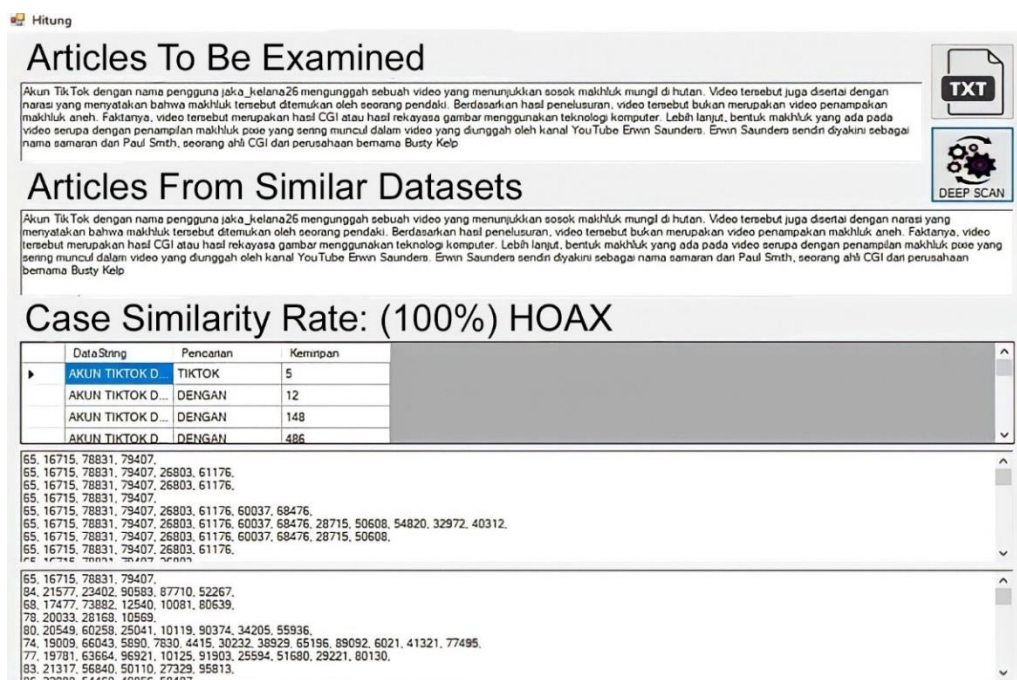 Hitung
Articles To Be Examined
Akun TikTok dengan nama pengguna jaka_kelana26 mengunggah sebuah video yang menunjukkan sosok makhluk mungil di hutan. Video tersebut juga disertai dengan
narasi yang menyatakan bahwa makhluk tersebut ditemukan oleh seorang pendaki. Berdasarkan hasil penelusuran, video tersebut bukan merupakan video penampakan
makhluk aneh. Faktanya, video tersebut merupakan hasil CGI atau hasil rekayasa gambar menggunakan teknologi komputer. Lebih lanjut, bentuk makhluk yang ada pada
video serupa dengan penampilan makhluk pixie yang sering muncul dalam video yang diunggah oleh kanal YouTube Erwin Saunders. Erwin Saunders sendiri diyakini sebagai
nama samaran dari Paul Smith, seorang ahli CGI dari perusahaan bernama Busty Kelp
TXT
DEEP SCAN
Articles From Similar Datasets
Akun TikTok dengan nama pengguna jaka_kelana26 mengunggah sebuah video yang menunjukkan sosok makhluk mungil di hutan. Video tersebut juga disertai dengan narasi yang
menyatakan bahwa makhluk tersebut ditemukan oleh seorang pendaki. Berdasarkan hasil penelusuran, video tersebut bukan merupakan video penampakan makhluk aneh. Faktanya, video
tersebut merupakan hasil CGI atau hasil rekayasa gambar menggunakan teknologi komputer. Lebih lanjut, bentuk makhluk yang ada pada video serupa dengan penampilan makhluk pixie yang
sering muncul dalam video yang diunggah oleh kanal YouTube Erwin Saunders. Erwin Saunders sendiri diyakini sebagai nama samaran dari Paul Smith, seorang ahli CGI dari perusahaan
bernama Busty Kelp
Case Similarity Rate: (100%) HOAX
DataString Pencarian Kemiripan
AKUN TIKTOK D... TIKTOK 5
AKUN TIKTOK D... DENGAN 12
AKUN TIKTOK D... DENGAN 148
AKUN TIKTOK D... DENGAN 486
65, 16715, 78831, 79407,
65, 16715, 78831, 79407, 26803, 61176,
65, 16715, 78831, 79407, 26803, 61176,
65, 16715, 78831, 79407,
65, 16715, 78831, 79407, 26803, 61176, 60037, 68476,
65, 16715, 78831, 79407, 26803, 61176, 60037, 68476, 28715, 50608, 54820, 32972, 40312,
65, 16715, 78831, 79407, 26803, 61176, 60037, 68476, 28715, 50608,
65, 16715, 78831, 79407, 26803, 61176,
65, 16715, 78831, 79407,
84, 21577, 23402, 90583, 87710, 52267,
68, 17477, 73882, 12540, 10081, 80639,
78, 20033, 28168, 10569,
80, 20549, 60258, 25041, 10119, 90374, 34205, 55936,
74, 19009, 66043, 5890, 7830, 4415, 30232, 38929, 65196, 89092, 6021, 41321, 77495,
77, 19781, 63664, 96921, 10125, 91903, 25594, 51680, 29221, 80130,
83, 21317, 56840, 50110, 27329, 95813,